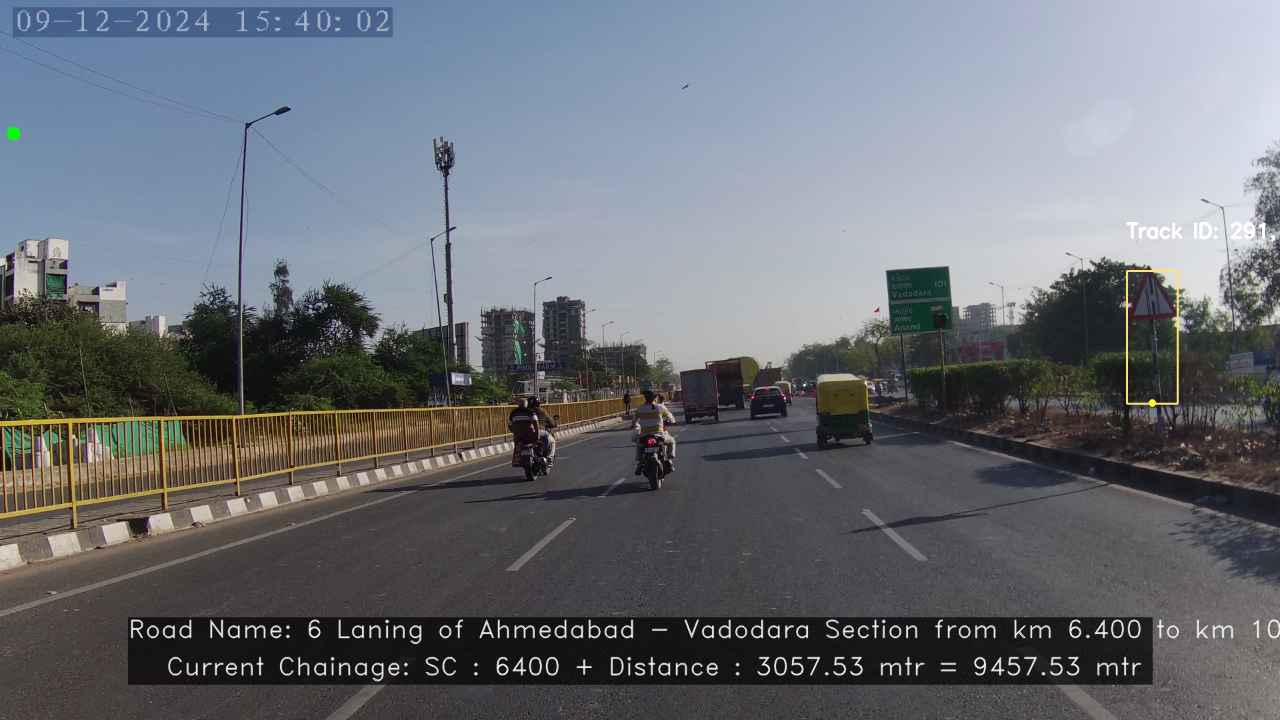 09-12-2024 15:40:02
Track ID: 291,
Vadodara 101
Anand
Road Name: 6 Laning of Ahmedabad - Vadodara Section from km 6.400 to km 10
Current Chainage: SC : 6400 + Distance : 3057.53 mtr = 9457.53 mtr